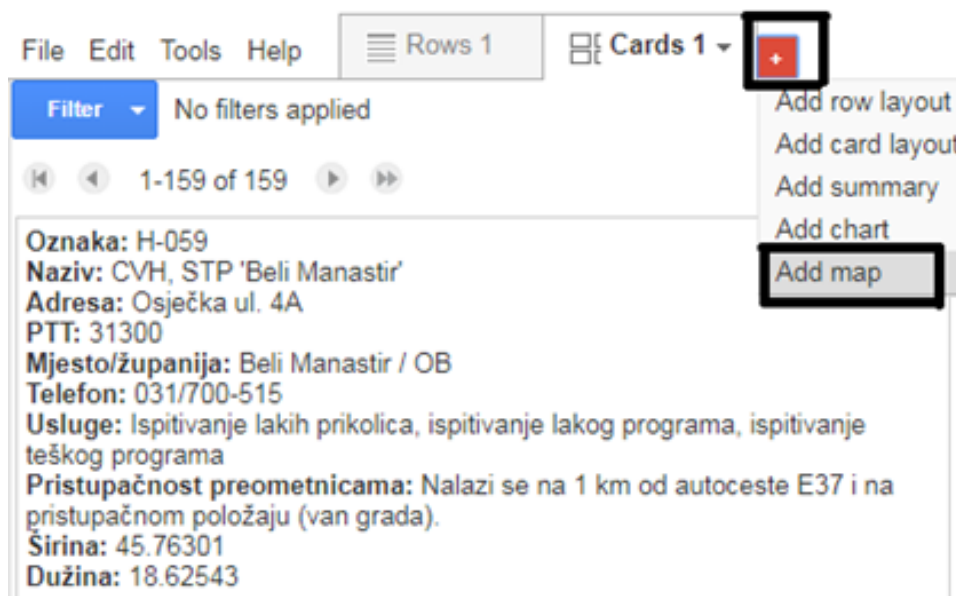 File Edit Tools Help Rows 1 Cards 1 +
Filter No filters applied
1-159 of 159
Add row layout
Add card layout
Add summary
Add chart
Add map
Oznaka: H-059
Naziv: CVH, STP 'Beli Manastir'
Adresa: Osječka ul. 4A
PTT: 31300
Mjesto/županija: Beli Manastir / OB
Telefon: 031/700-515
Usluge: Ispitivanje lakih prikolica, ispitivanje lakog programa, ispitivanje
teškog programa
Pristupačnost preometnicama: Nalazi se na 1 km od autoceste E37 i na
pristupačnom položaju (van grada).
Širina: 45.76301
Dužina: 18.62543